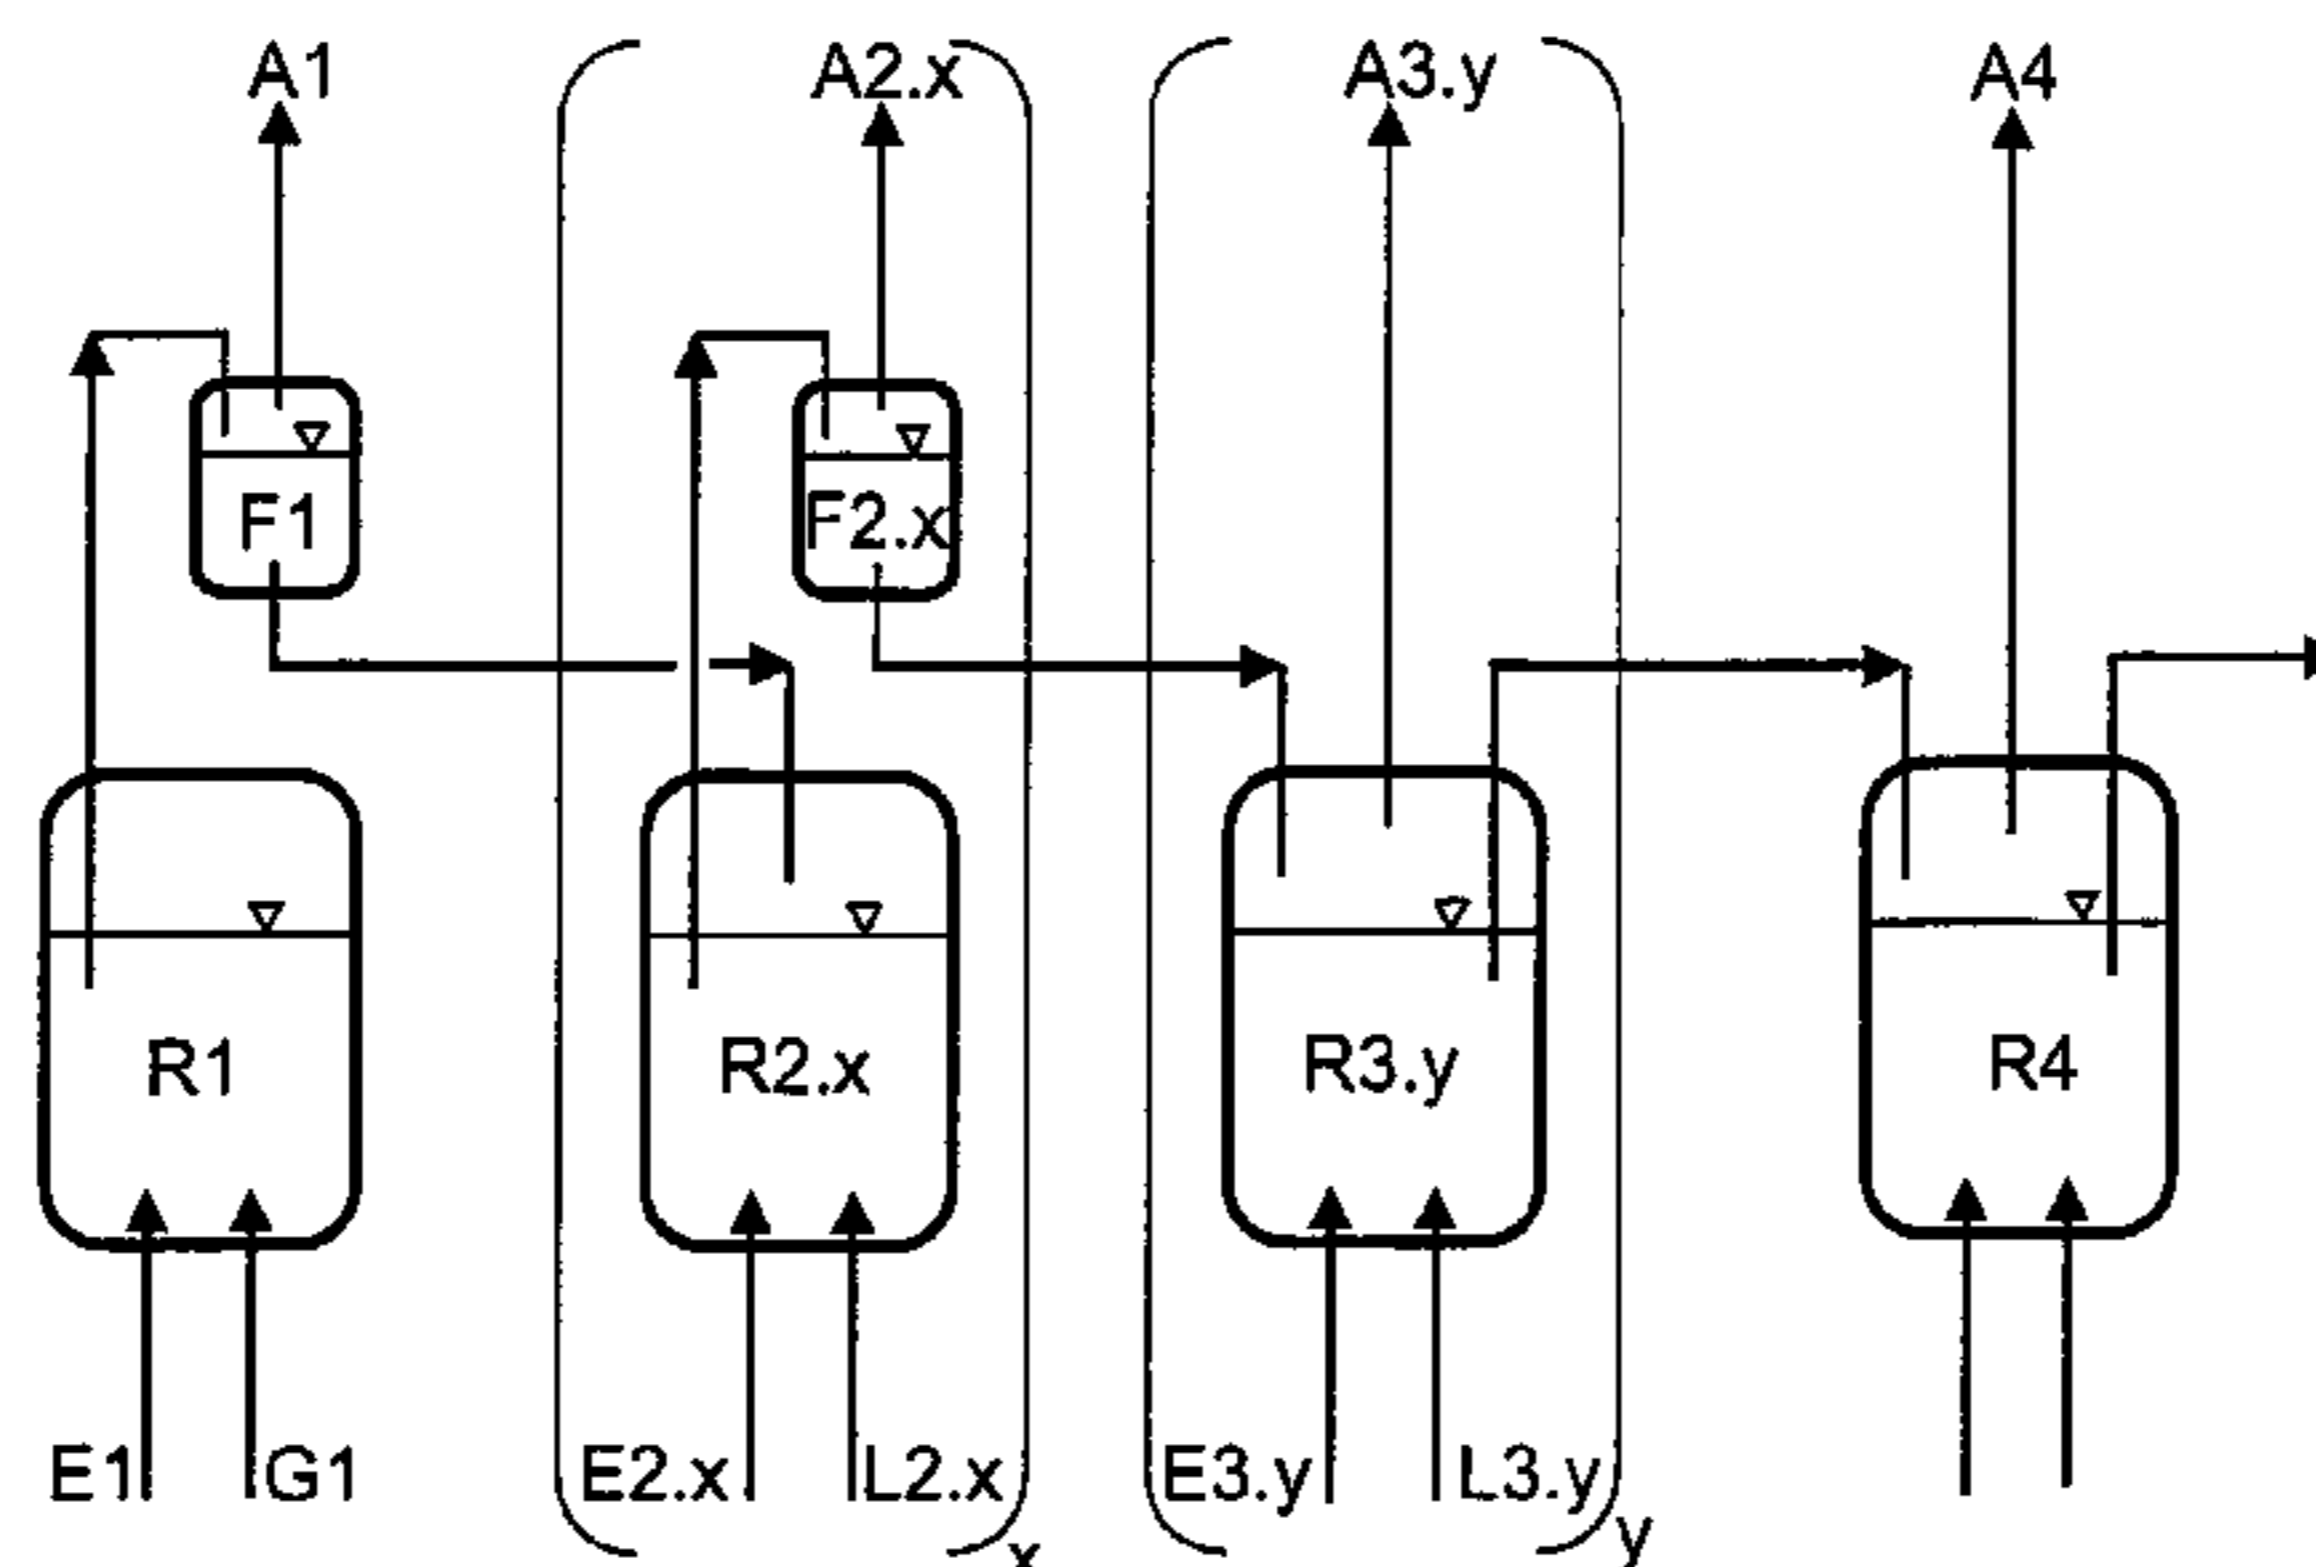 A1 A2.x A3.y A4
F1 F2.x
R1 R2.x R3.y R4
E1 G1 E2.x L2.x E3.y L3.y
x y